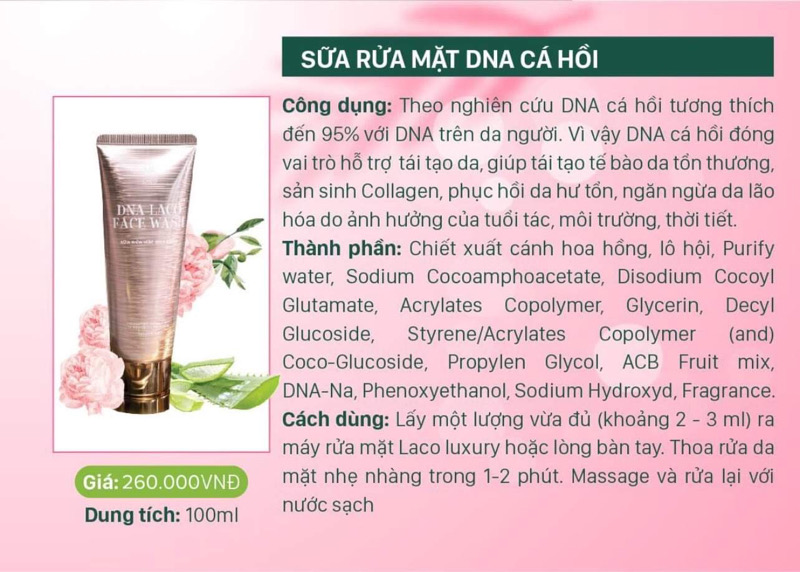 SỮA RỬA MẶT DNA CÁ HỒI
Công dụng: Theo nghiên cứu DNA cá hồi tương thích
đến 95% với DNA trên da người. Vì vậy DNA cá hồi đóng
vai trò hỗ trợ tái tạo da, giúp tái tạo tế bào da tổn thương,
sản sinh Collagen, phục hồi da hư tổn, ngăn ngừa da lão
hóa do ảnh hưởng của tuổi tác, môi trường, thời tiết.
Thành phần: Chiết xuất cánh hoa hồng, lô hội, Purify
water, Sodium Cocoamphoacetate, Disodium Cocoyl
Glutamate, Acrylates Copolymer, Glycerin, Decyl
Glucoside, Styrene/Acrylates Copolymer (and)
Coco-Glucoside, Propylen Glycol, ACB Fruit mix,
DNA-Na, Phenoxyethanol, Sodium Hydroxyd, Fragrance.
Cách dùng: Lấy một lượng vừa đủ (khoảng 2 - 3 ml) ra
máy rửa mặt Laco luxury hoặc lòng bàn tay. Thoa rửa da
mặt nhẹ nhàng trong 1-2 phút. Massage và rửa lại với
nước sạch
DNA LACO
FACE WASH
Giá: 260.000VNĐ
Dung tích: 100ml